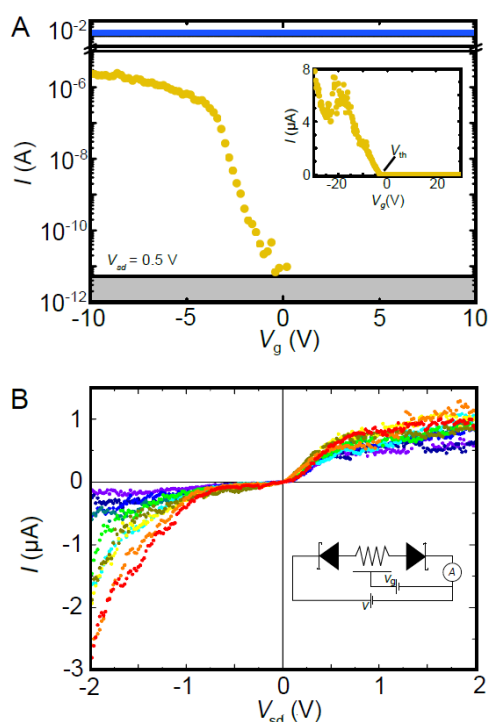 A
10⁻²
10⁻⁶
10⁻⁸
10⁻¹⁰
10⁻¹²
I (A)
-10
-5
0
5
10
V_g (V)
V_sd = 0.5 V
8
4
0
I (µA)
V_th
-20
0
20
V_g(V)
B
1
0
-1
-2
-3
I (µA)
-2
-1
0
1
2
V_sd (V)
A
V_g
V